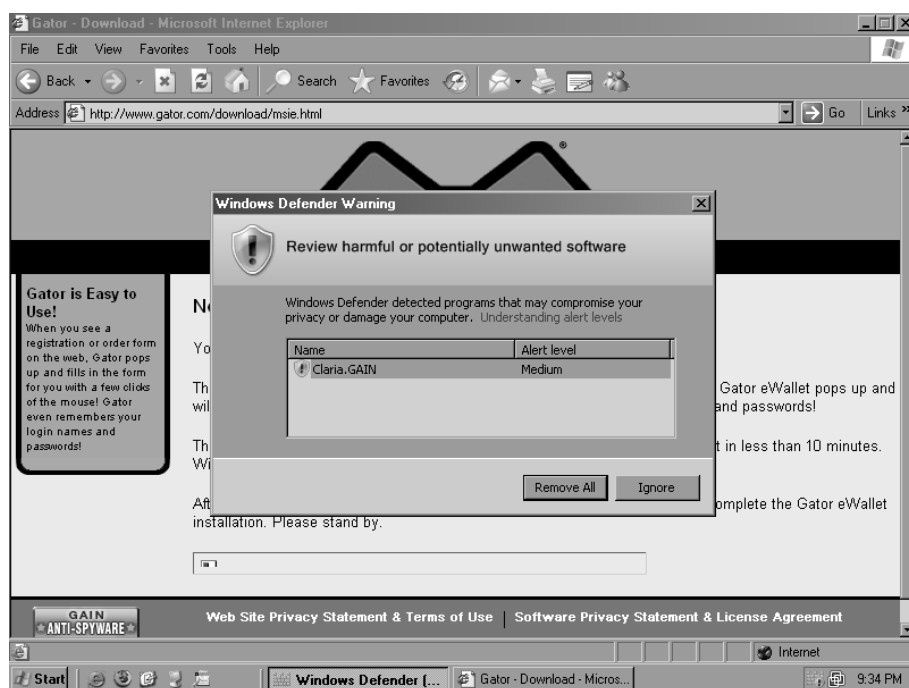 Gator - Download - Microsoft Internet Explorer
File Edit View Favorites Tools Help
Back Search Favorites
Address http://www.gator.com/download/msie.html Go Links »
®
Windows Defender Warning
Review harmful or potentially unwanted software
Windows Defender detected programs that may compromise your
privacy or damage your computer. Understanding alert levels
Name Alert level
Claria.GAIN Medium
Remove All Ignore
Gator is Easy to
Use!
When you see a
registration or order form
on the web, Gator pops
up and fills in the form
for you with a few clicks
of the mouse! Gator
even remembers your
login names and
passwords!
Gator eWallet pops up and
and passwords!
t in less than 10 minutes.
omplete the Gator eWallet
installation. Please stand by.
GAIN
ANTI-SPYWARE
Web Site Privacy Statement & Terms of Use | Software Privacy Statement & License Agreement
Internet
Start Windows Defender (... Gator - Download - Micros... 9:34 PM